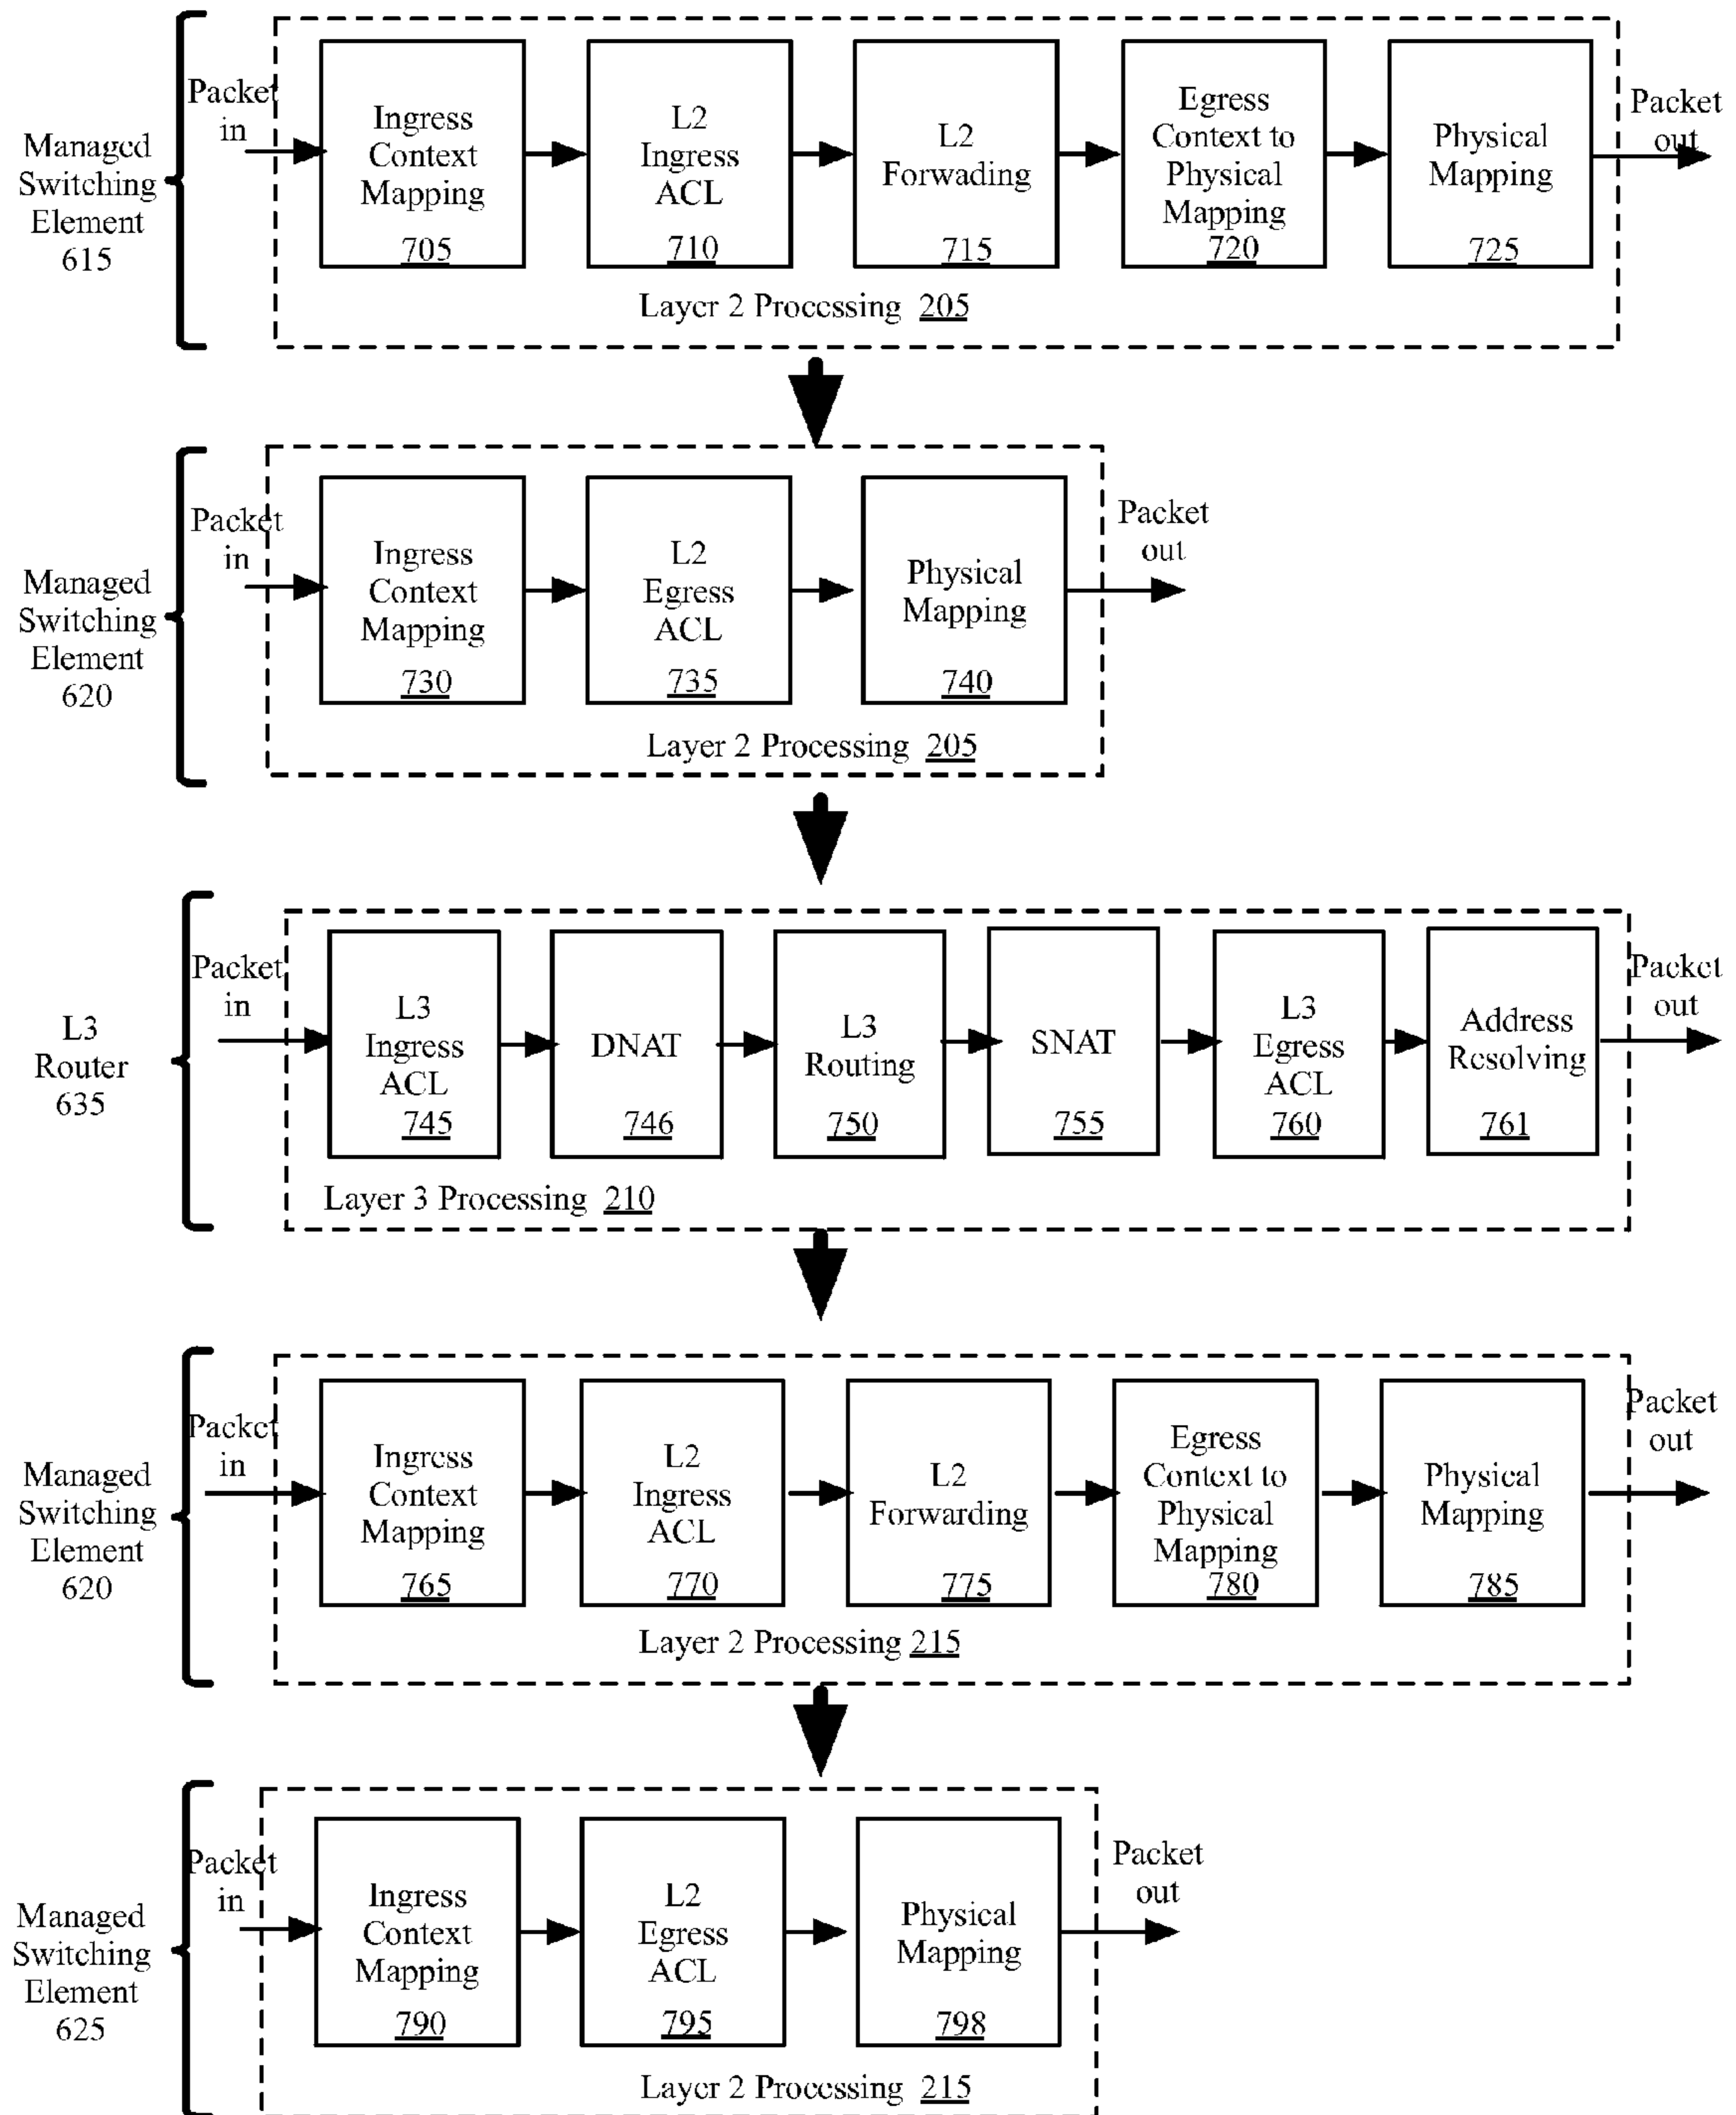 Managed
Switching
Element
615
Packet
in
Ingress
Context
Mapping
705
L2
Ingress
ACL
710
L2
Forwading
715
Egress
Context to
Physical
Mapping
720
Physical
Mapping
725
Packet
out
Layer 2 Processing 205
Managed
Switching
Element
620
Packet
in
Ingress
Context
Mapping
730
L2
Egress
ACL
735
Physical
Mapping
740
Packet
out
Layer 2 Processing 205
L3
Router
635
Packet
in
L3
Ingress
ACL
745
DNAT
746
L3
Routing
750
SNAT
755
L3
Egress
ACL
760
Address
Resolving
761
Packet
out
Layer 3 Processing 210
Managed
Switching
Element
620
Packet
in
Ingress
Context
Mapping
765
L2
Ingress
ACL
770
L2
Forwarding
775
Egress
Context to
Physical
Mapping
780
Physical
Mapping
785
Packet
out
Layer 2 Processing 215
Managed
Switching
Element
625
Packet
in
Ingress
Context
Mapping
790
L2
Egress
ACL
795
Physical
Mapping
798
Packet
out
Layer 2 Processing 215